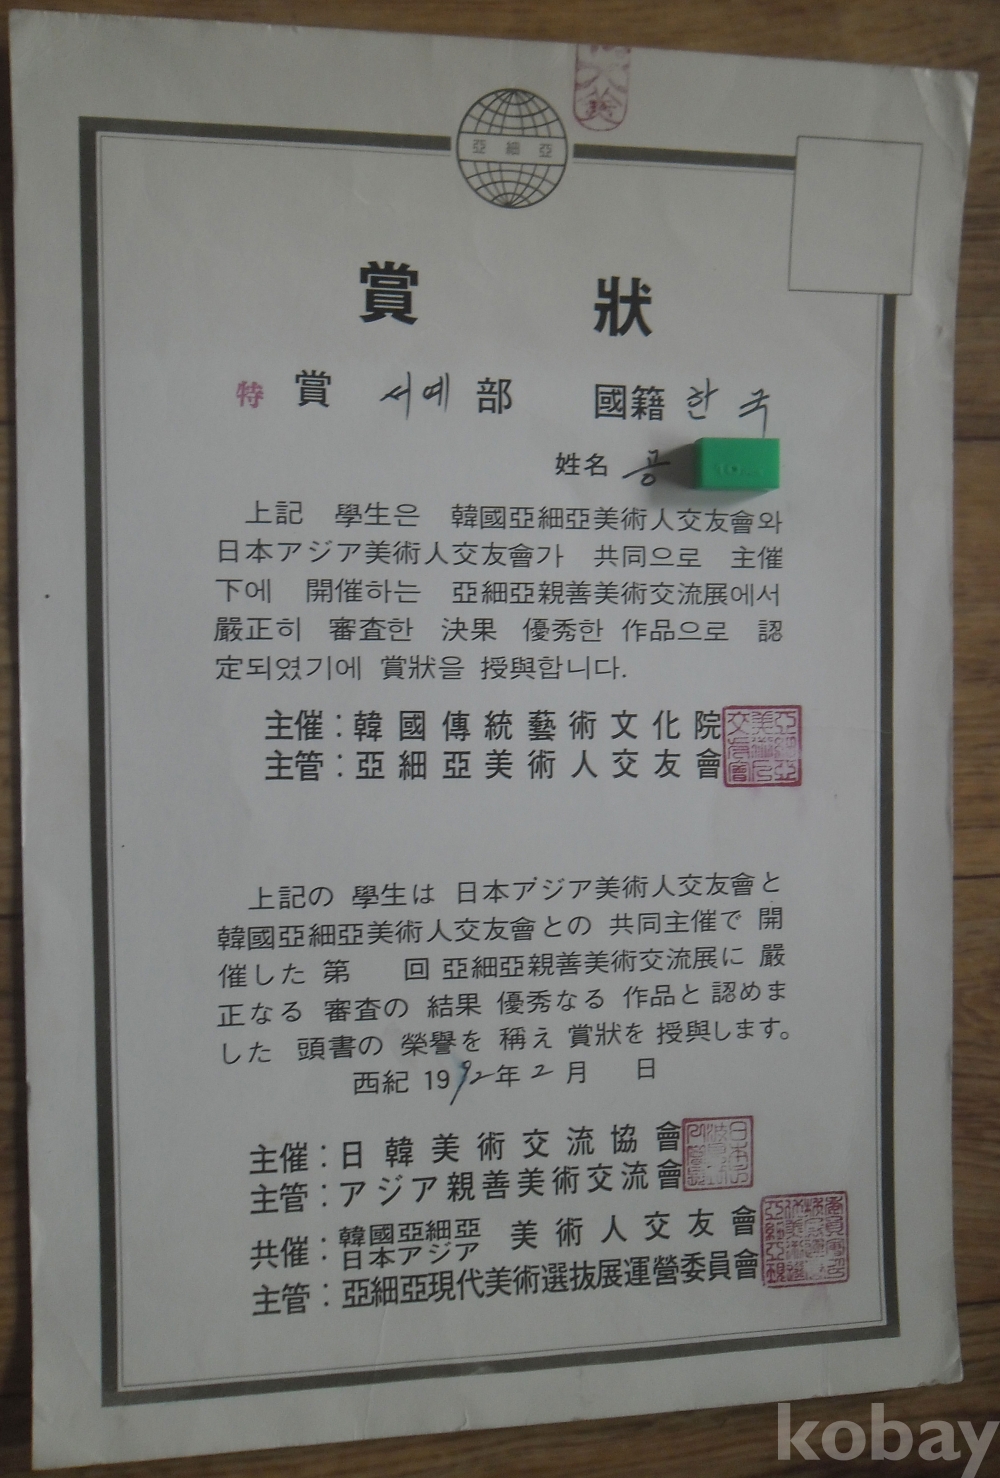 亞細亞
賞 狀
特賞 서예部 國籍 한국
姓名 공
上記 學生은 韓國亞細亞美術人交友會와
日本アジア美術人交友會가 共同으로 主催
下에 開催하는 亞細亞親善美術交流展에서
嚴正히 審査한 決果 優秀한 作品으로 認
定되였기에 賞狀을 授與합니다.
主催:韓國傳統藝術文化院
主管:亞細亞美術人交友會
亞細亞美術人交友會
上記の 學生は 日本アジア美術人交友會と
韓國亞細亞美術人交友會との 共同主催で 開
催した 第 回 亞細亞親善美術交流展に 嚴
正なる 審査の 結果 優秀なる 作品と 認めま
した 頭書の 榮譽を 稱え 賞狀を 授與します。
西紀 1992年 2月 日
主催:日韓美術交流協會
主管:アジア親善美術交流會
共催:韓國亞細亞日本アジア 美術人交友會
主管:亞細亞現代美術選抜展運營委員會
kobay